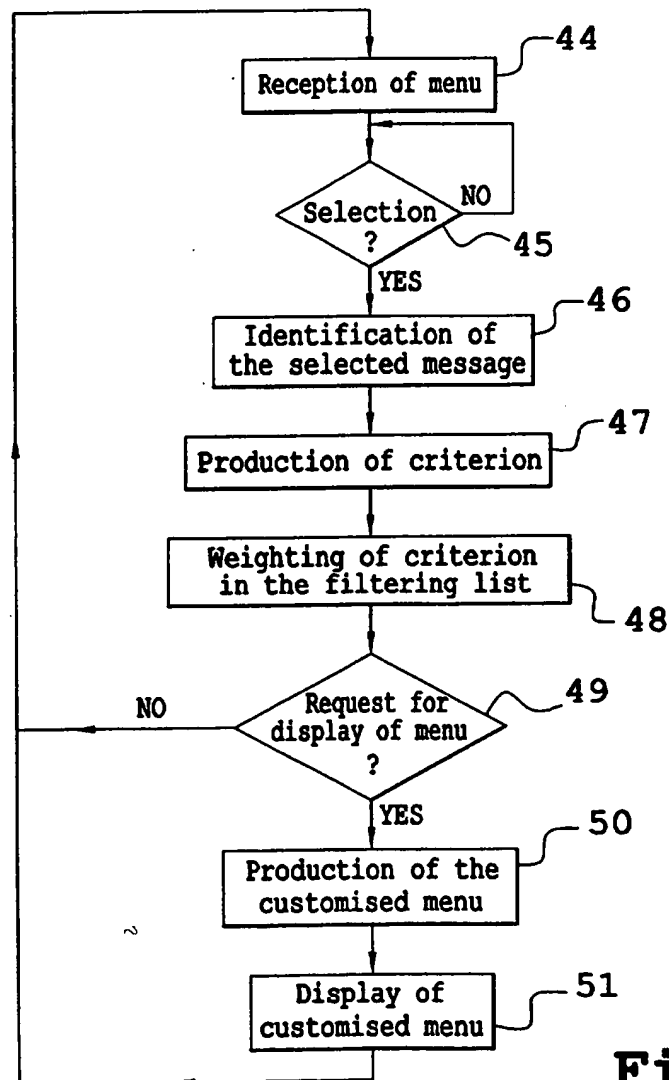 44
Reception of menu
Selection
?
NO
45
YES
46
Identification of
the selected message
47
Production of criterion
Weighting of criterion
in the filtering list
48
49
Request for
display of menu
?
NO
YES
50
Production of the
customised menu
51
Display of
customised menu